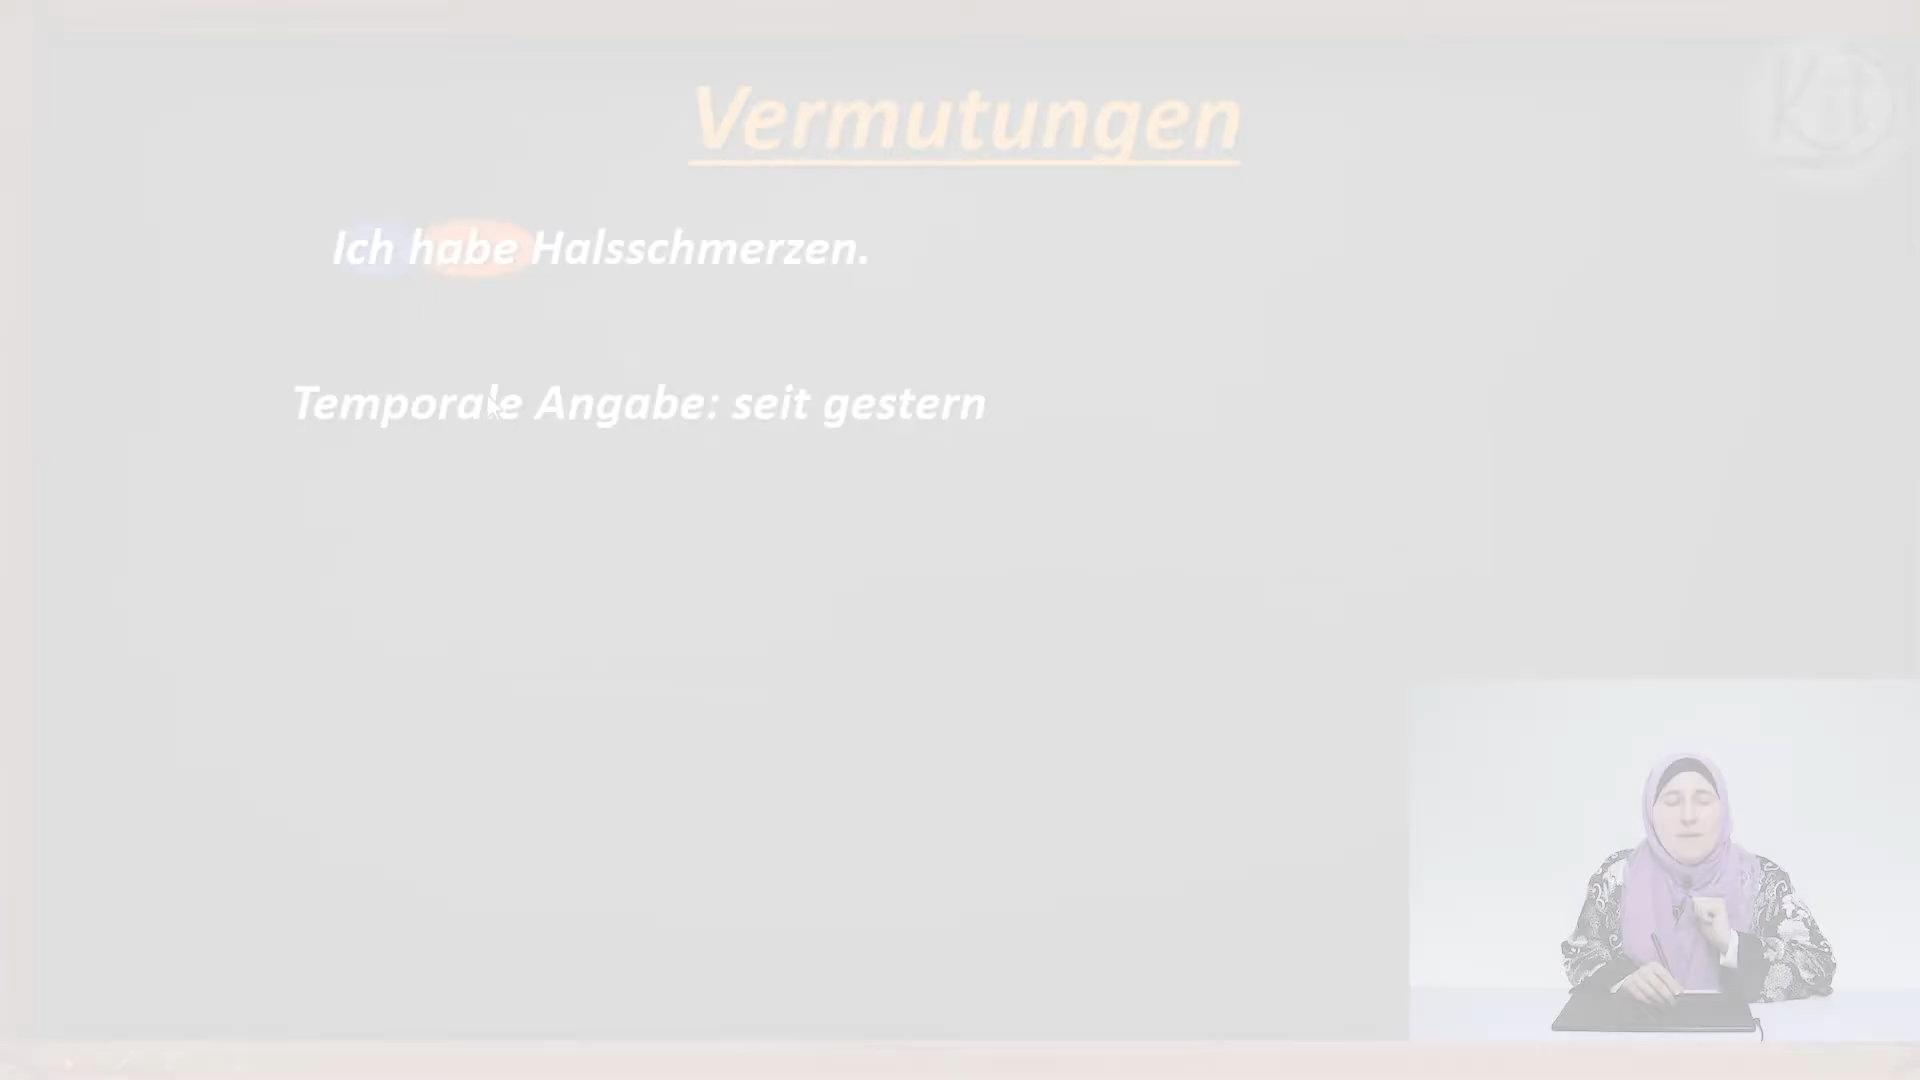 Vermutungen
Ich habe Halsschmerzen.
Temporale Angabe: seit gestern